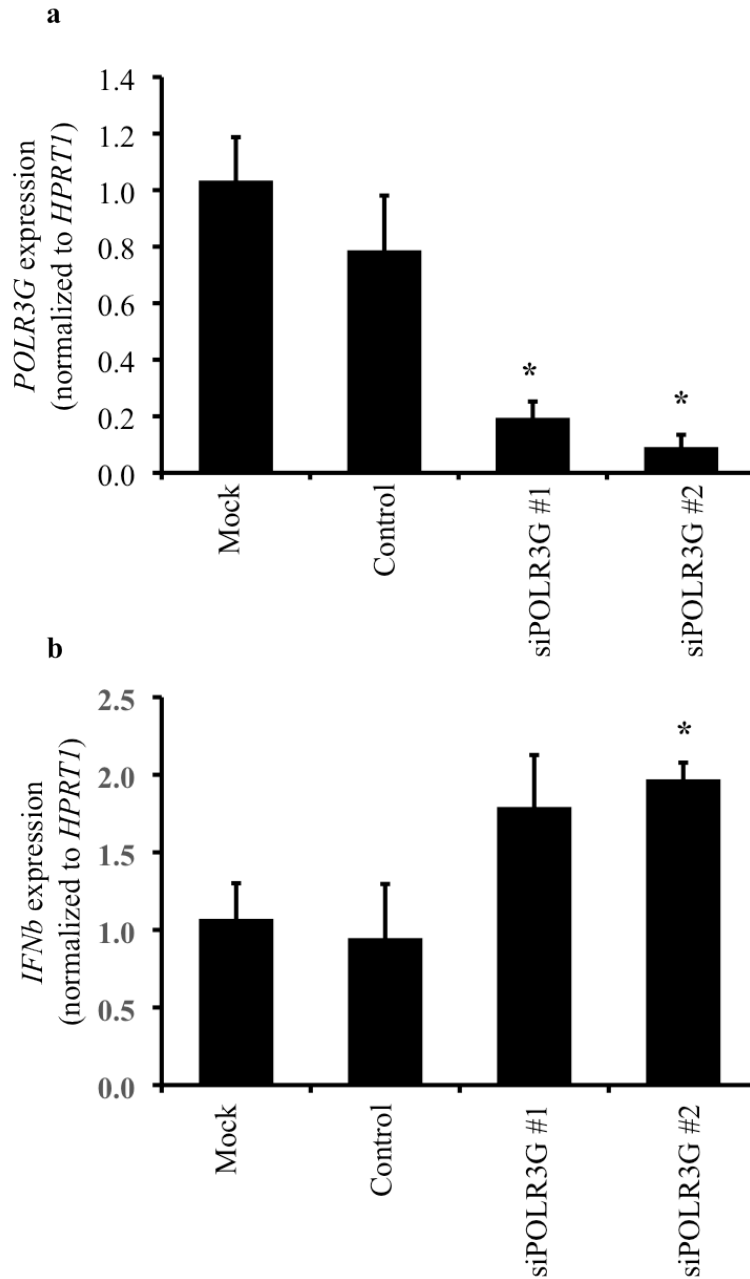 a
POLR3G expression
(normalized to HPRT1)
1.4
1.2
1.0
0.8
0.6
0.4
0.2
0.0
*
*
Mock
Control
siPOLR3G #1
siPOLR3G #2
b
IFNb expression
(normalized to HPRT1)
2.5
2.0
1.5
1.0
0.5
0.0
*
Mock
Control
siPOLR3G #1
siPOLR3G #2